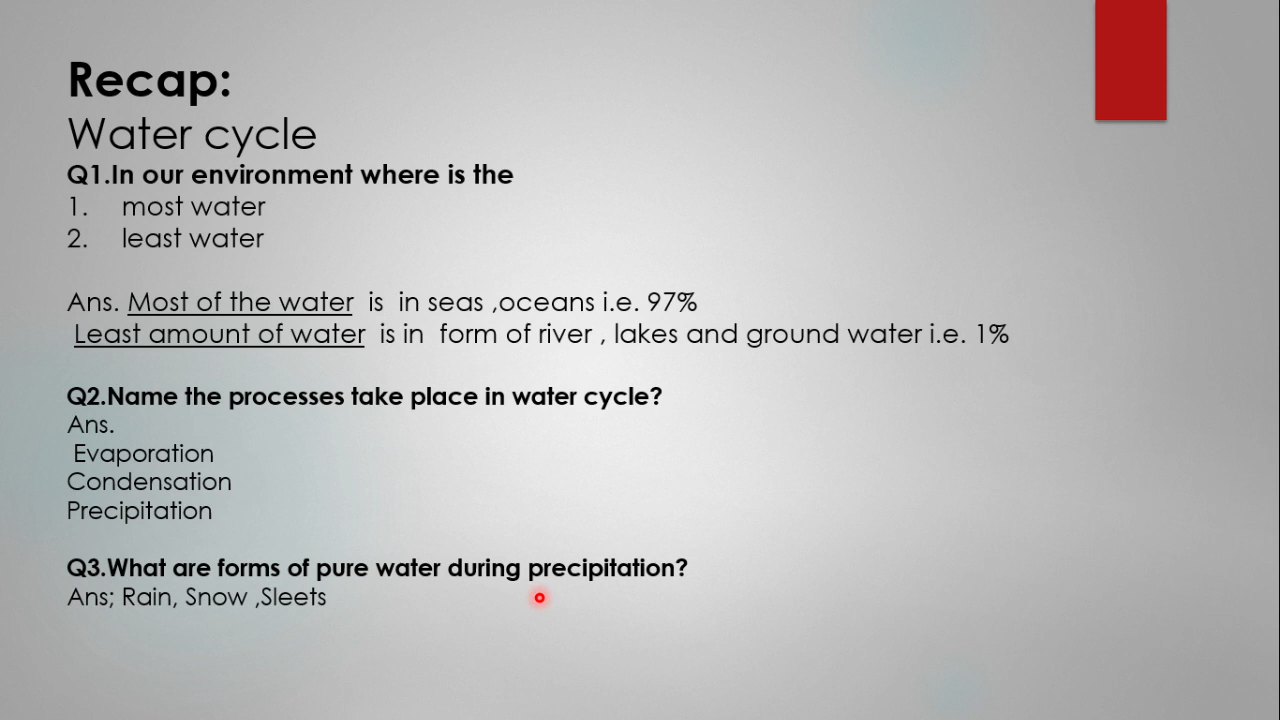 Recap:
Water cycle
Q1.In our environment where is the
1. most water
2. least water
Ans. Most of the water is in seas ,oceans i.e. 97%
Least amount of water is in form of river , lakes and ground water i.e. 1%
Q2.Name the processes take place in water cycle?
Ans.
Evaporation
Condensation
Precipitation
Q3.What are forms of pure water during precipitation?
Ans; Rain, Snow ,Sleets